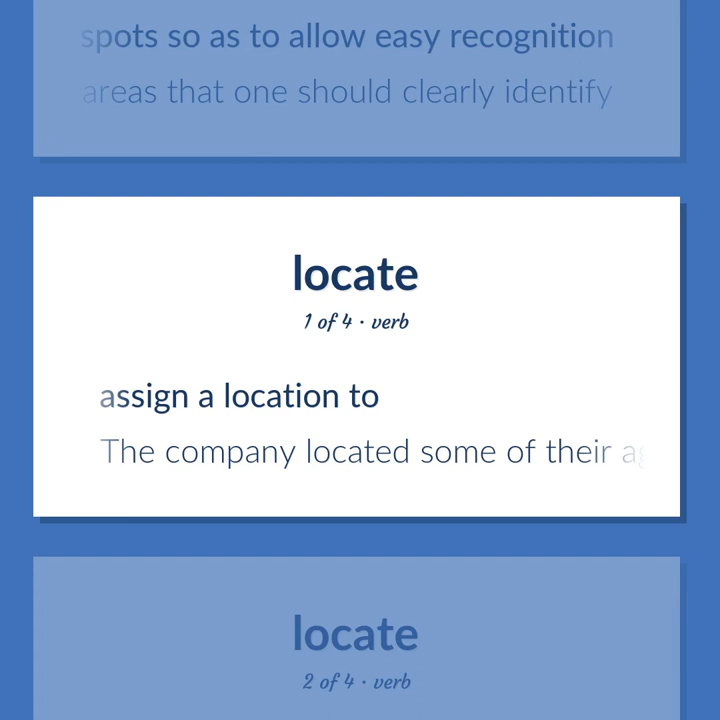 spots so as to allow easy recognition
areas that one should clearly identify
locate
1 of 4 · verb
assign a location to
The company located some of their
locate
2 of 4 · verb